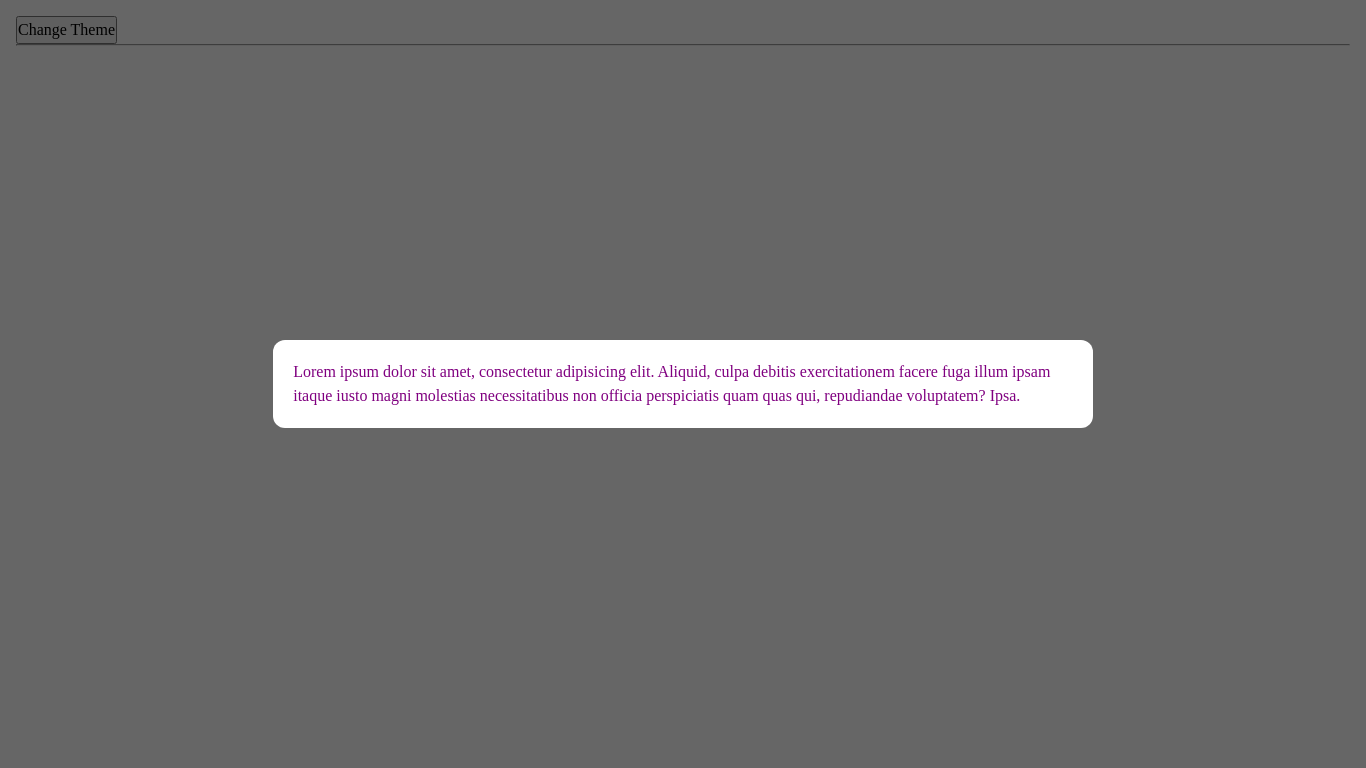 Change Theme
Lorem ipsum dolor sit amet, consectetur adipisicing elit. Aliquid, culpa debitis exercitationem facere fuga illum ipsam
itaque iusto magni molestias necessitatibus non officia perspiciatis quam quas qui, repudiandae voluptatem? Ipsa.